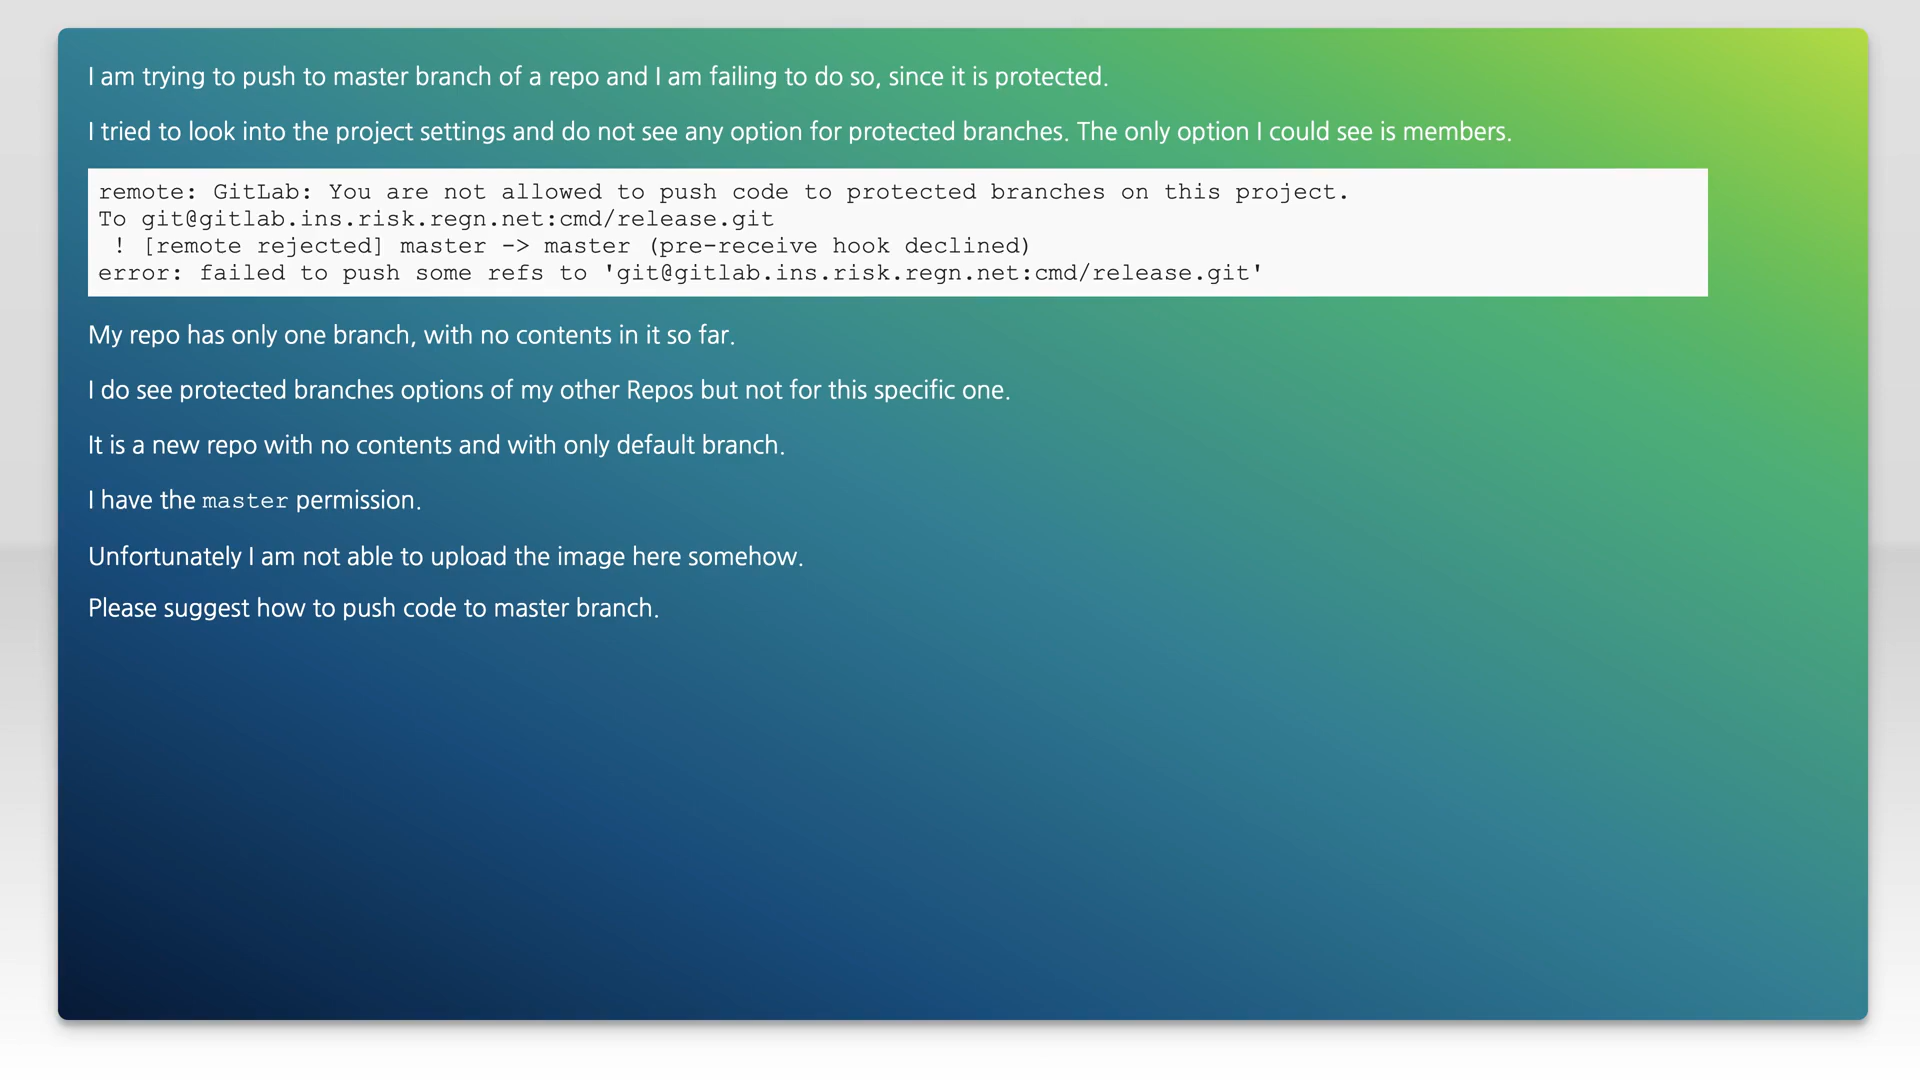 I am trying to push to master branch of a repo and I am failing to do so, since it is protected.
I tried to look into the project settings and do not see any option for protected branches. The only option I could see is members.
remote: GitLab: You are not allowed to push code to protected branches on this project.
To git@gitlab.ins.risk.regn.net:cmd/release.git
! [remote rejected] master -> master (pre-receive hook declined)
error: failed to push some refs to 'git@gitlab.ins.risk.regn.net:cmd/release.git'
My repo has only one branch, with no contents in it so far.
I do see protected branches options of my other Repos but not for this specific one.
It is a new repo with no contents and with only default branch.
I have the master permission.
Unfortunately I am not able to upload the image here somehow.
Please suggest how to push code to master branch.